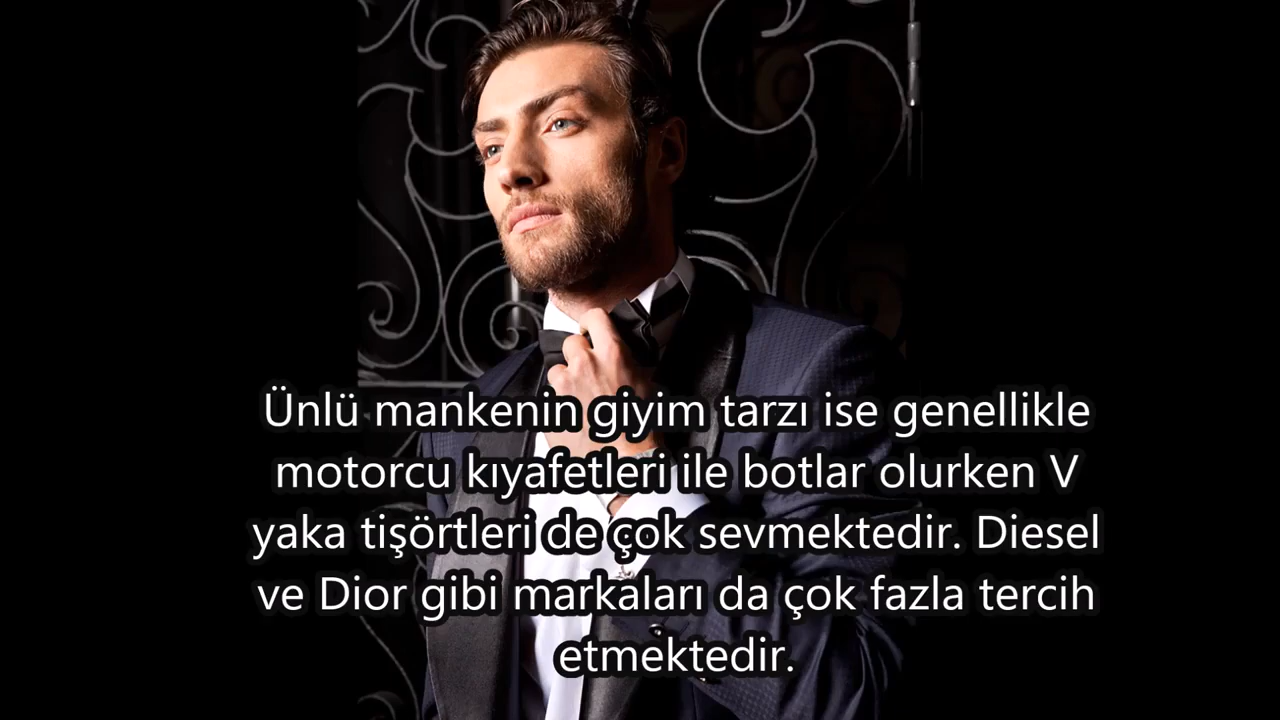 Ünlü mankenin giyim tarzı ise genellikle
motorcu kıyafetleri ile botlar olurken V
yaka tişörtleri de çok sevmektedir. Diesel
ve Dior gibi markaları da çok fazla tercih
etmektedir.